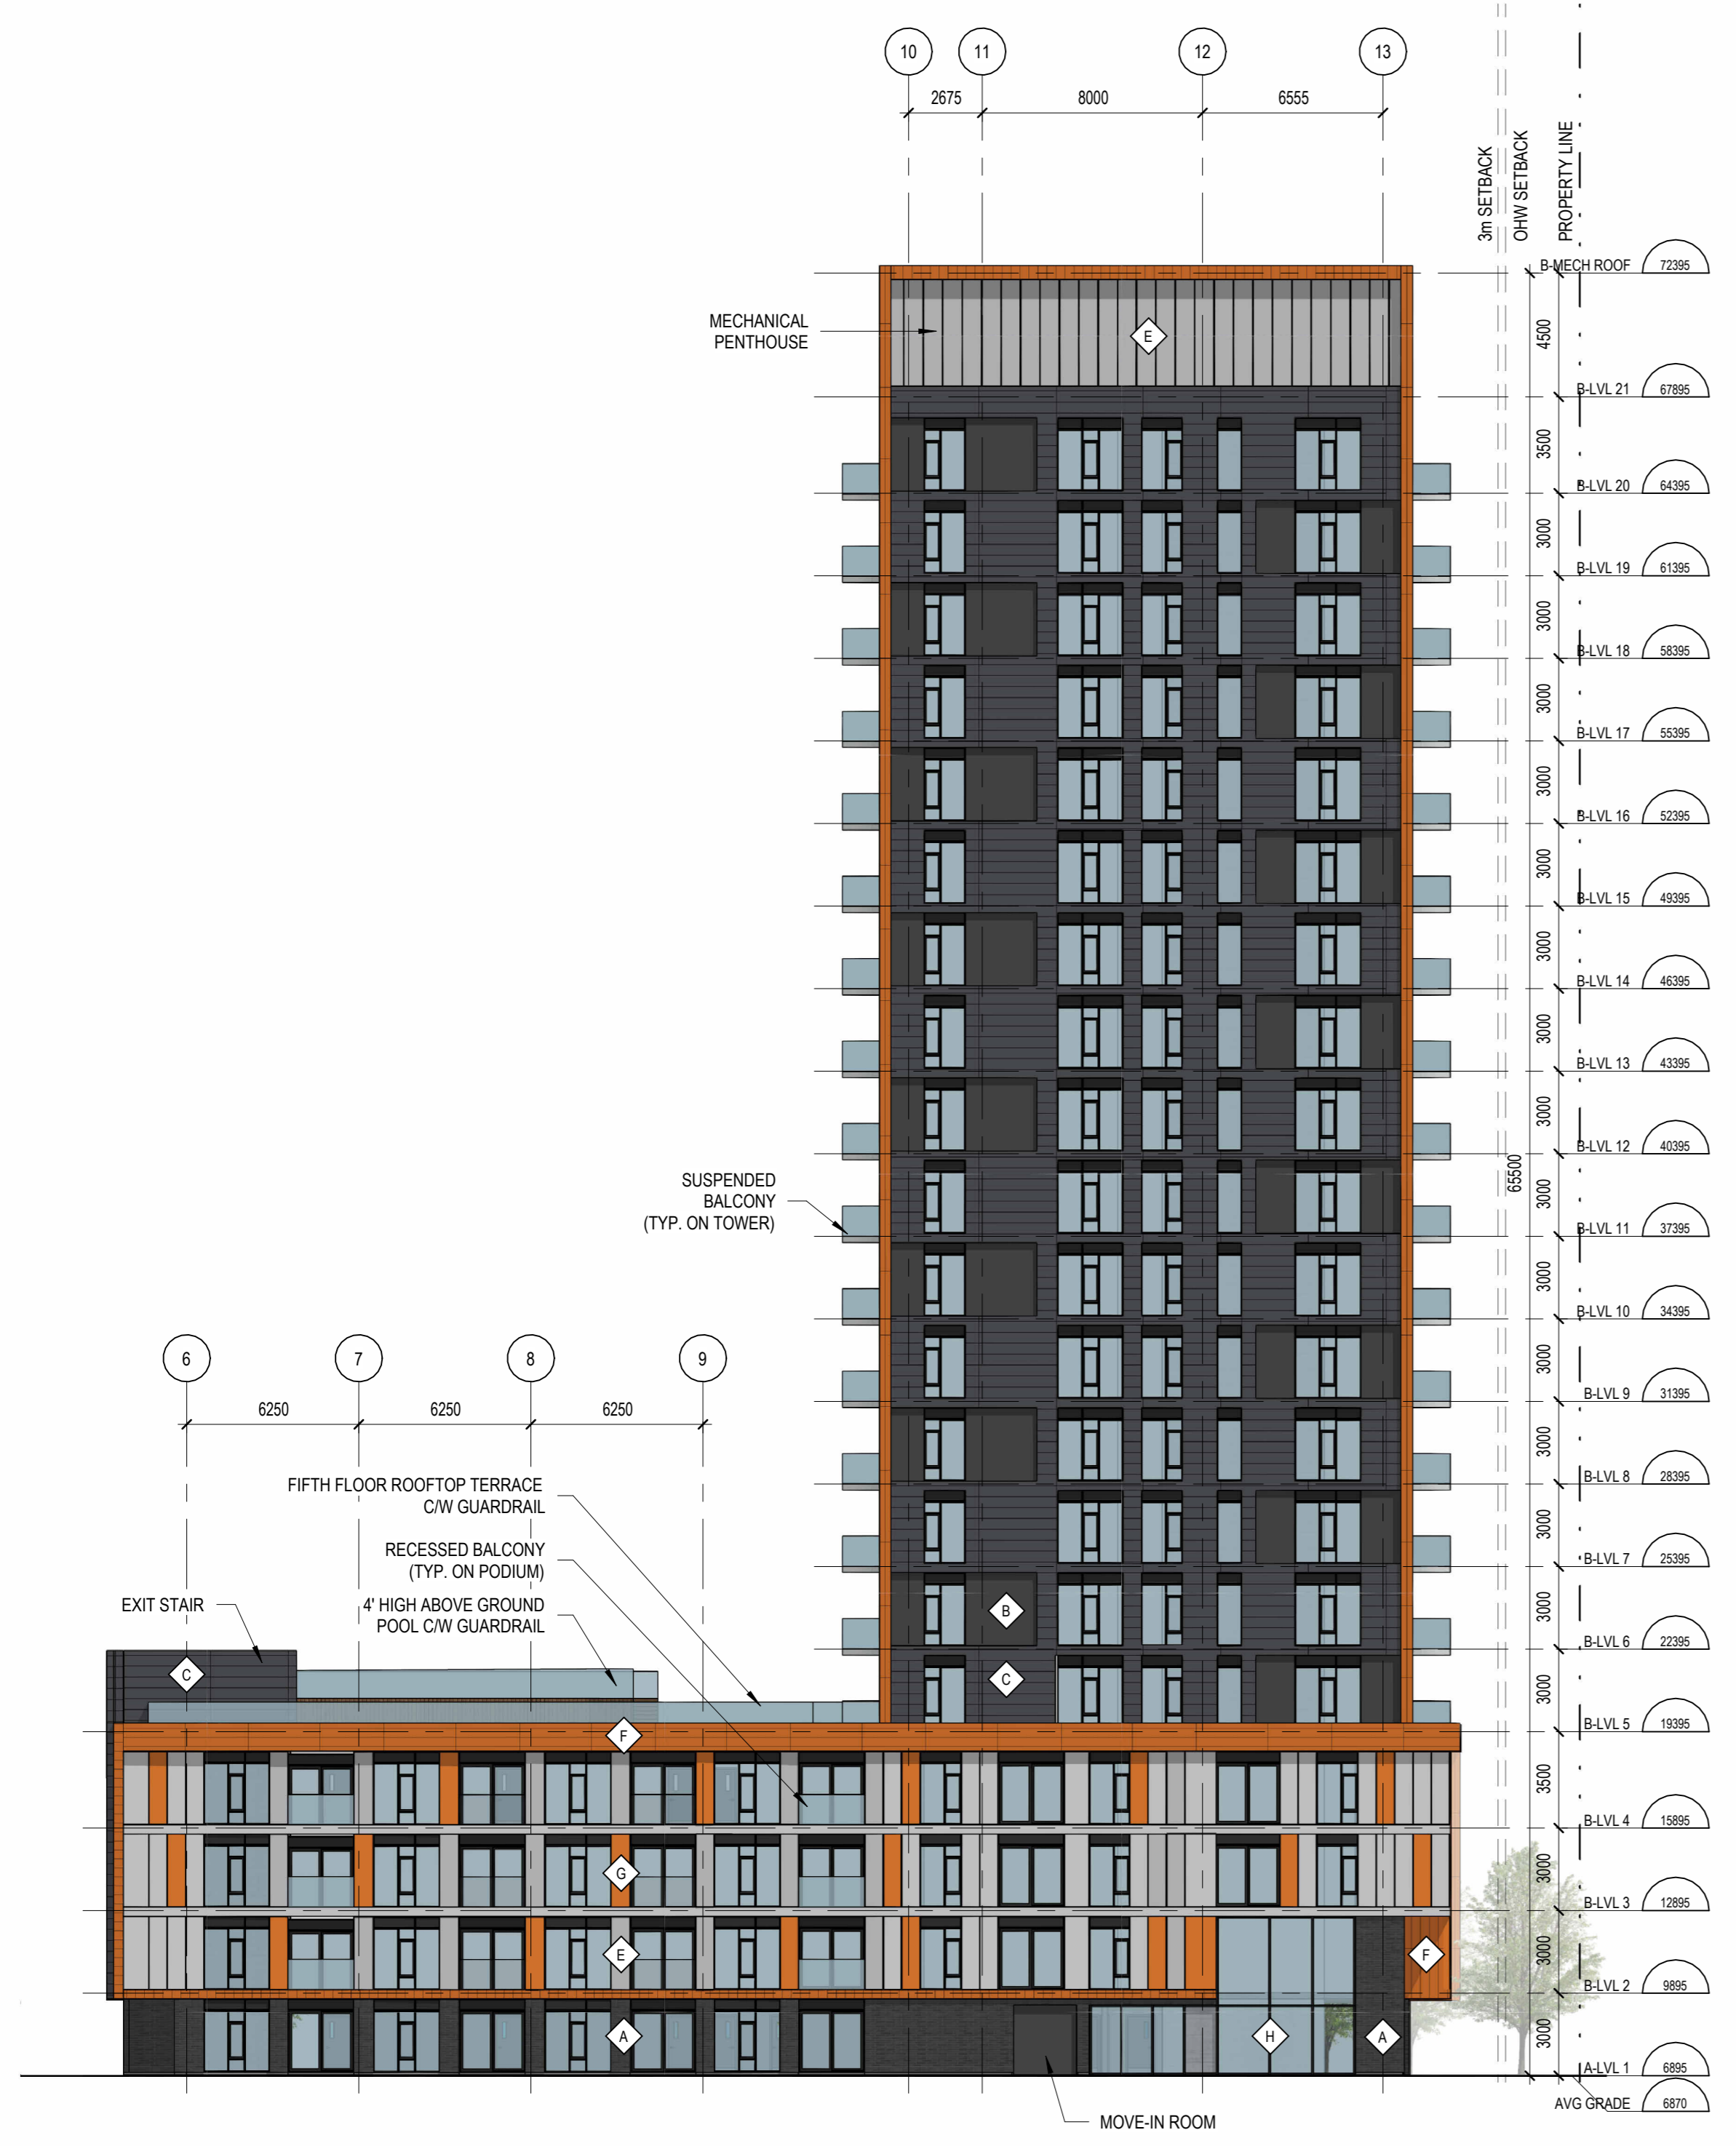 10
11
12
13
2675
8000
6555
3m SETBACK
OHW SETBACK
PROPERTY LINE
B-MECH ROOF 72395
4500
MECHANICAL
PENTHOUSE
E
B-LVL 21 67895
3500
B-LVL 20 64395
3000
B-LVL 19 61395
3000
B-LVL 18 58395
3000
B-LVL 17 55395
3000
B-LVL 16 52395
3000
B-LVL 15 49395
3000
B-LVL 14 46395
3000
B-LVL 13 43395
3000
B-LVL 12 40395
65500
3000
SUSPENDED
BALCONY
(TYP. ON TOWER)
B-LVL 11 37395
3000
B-LVL 10 34395
3000
B-LVL 9 31395
3000
B-LVL 8 28395
3000
B-LVL 7 25395
3000
B-LVL 6 22395
3000
B-LVL 5 19395
3500
B-LVL 4 15895
3000
B-LVL 3 12895
3000
B-LVL 2 9895
3000
A-LVL 1 6895
AVG GRADE 6870
6
7
8
9
6250
6250
6250
FIFTH FLOOR ROOFTOP TERRACE
C/W GUARDRAIL
RECESSED BALCONY
(TYP. ON PODIUM)
EXIT STAIR
4' HIGH ABOVE GROUND
POOL C/W GUARDRAIL
B
C
C
F
G
E
F
A
H
A
MOVE-IN ROOM